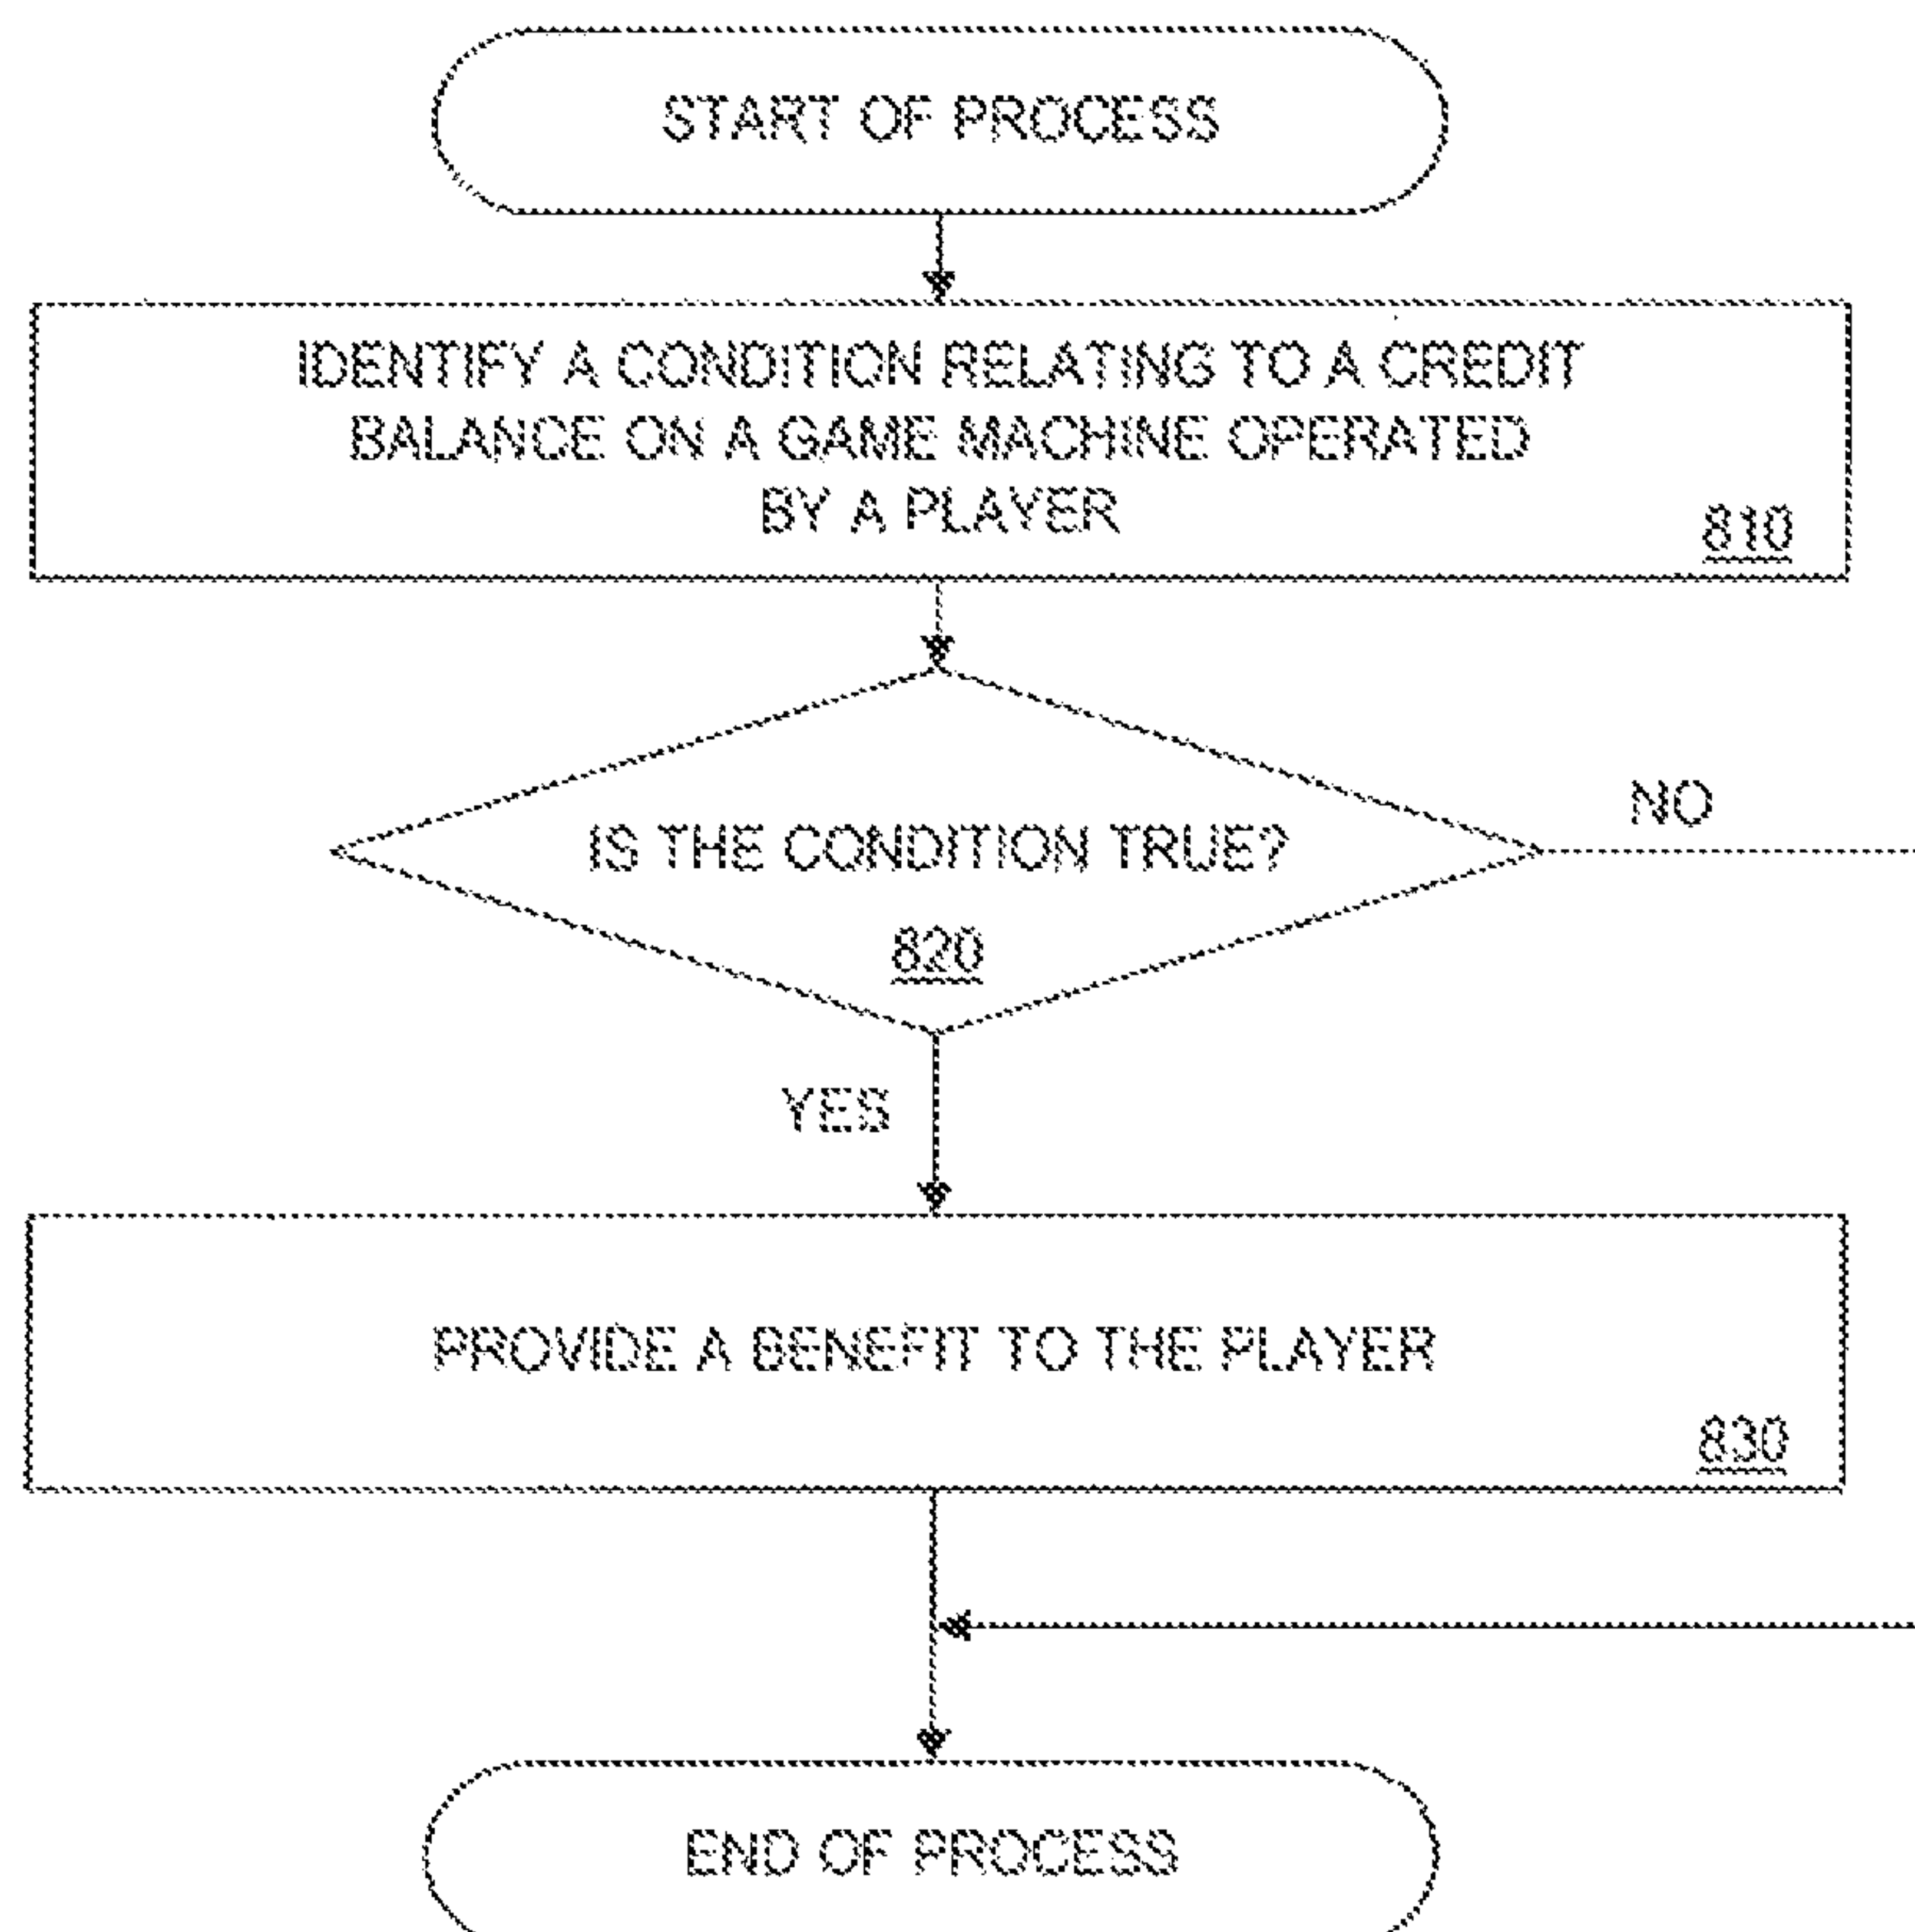 START OF PROCESS
IDENTIFY A CONDITION RELATING TO A CREDIT
BALANCE ON A GAME MACHINE OPERATED
BY A PLAYER
810
IS THE CONDITION TRUE?
NO
820
YES
PROVIDE A BENEFIT TO THE PLAYER
830
END OF PROCESS